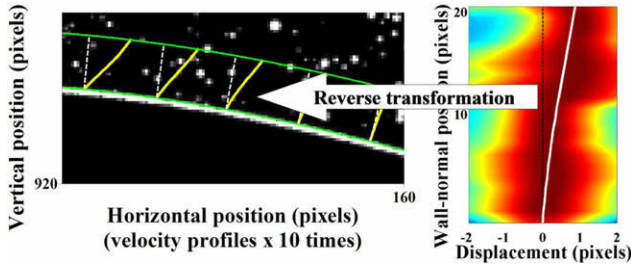 Vertical position (pixels)
920
160
Horizontal position (pixels)
(velocity profiles x 10 times)
Reverse transformation
Wall-normal position (pixels)
20
10
-2
-1
0
1
2
Displacement (pixels)